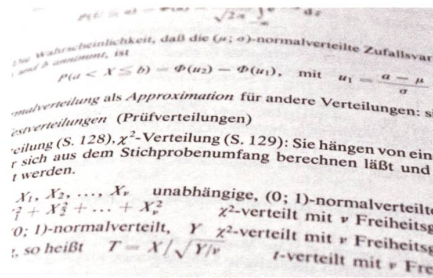 Die Wahrscheinlichkeit, daß die (μ; σ)-normalverteilte Zufallsvar
und b annimmt, ist
P(a < X ≤ b) = Φ(u₂) − Φ(u₁), mit u₁ = (a − μ)/σ
rmalverteilung als Approximation für andere Verteilungen: si
estverteilungen (Prüfverteilungen)
eilung (S. 128), χ²-Verteilung (S. 129): Sie hängen von ein
r sich aus dem Stichprobenumfang berechnen läßt und
t werden.
X₁, X₂, ..., Xᵥ unabhängige, (0; 1)-normalverteilte
+ X₂² + ... + Xᵥ² χ²-verteilt mit ν Freiheitsg
(0; 1)-normalverteilt, Y χ²-verteilt mit ν Freiheitsg
, so heißt T = X/√Y/ν t-verteilt mit ν Fre